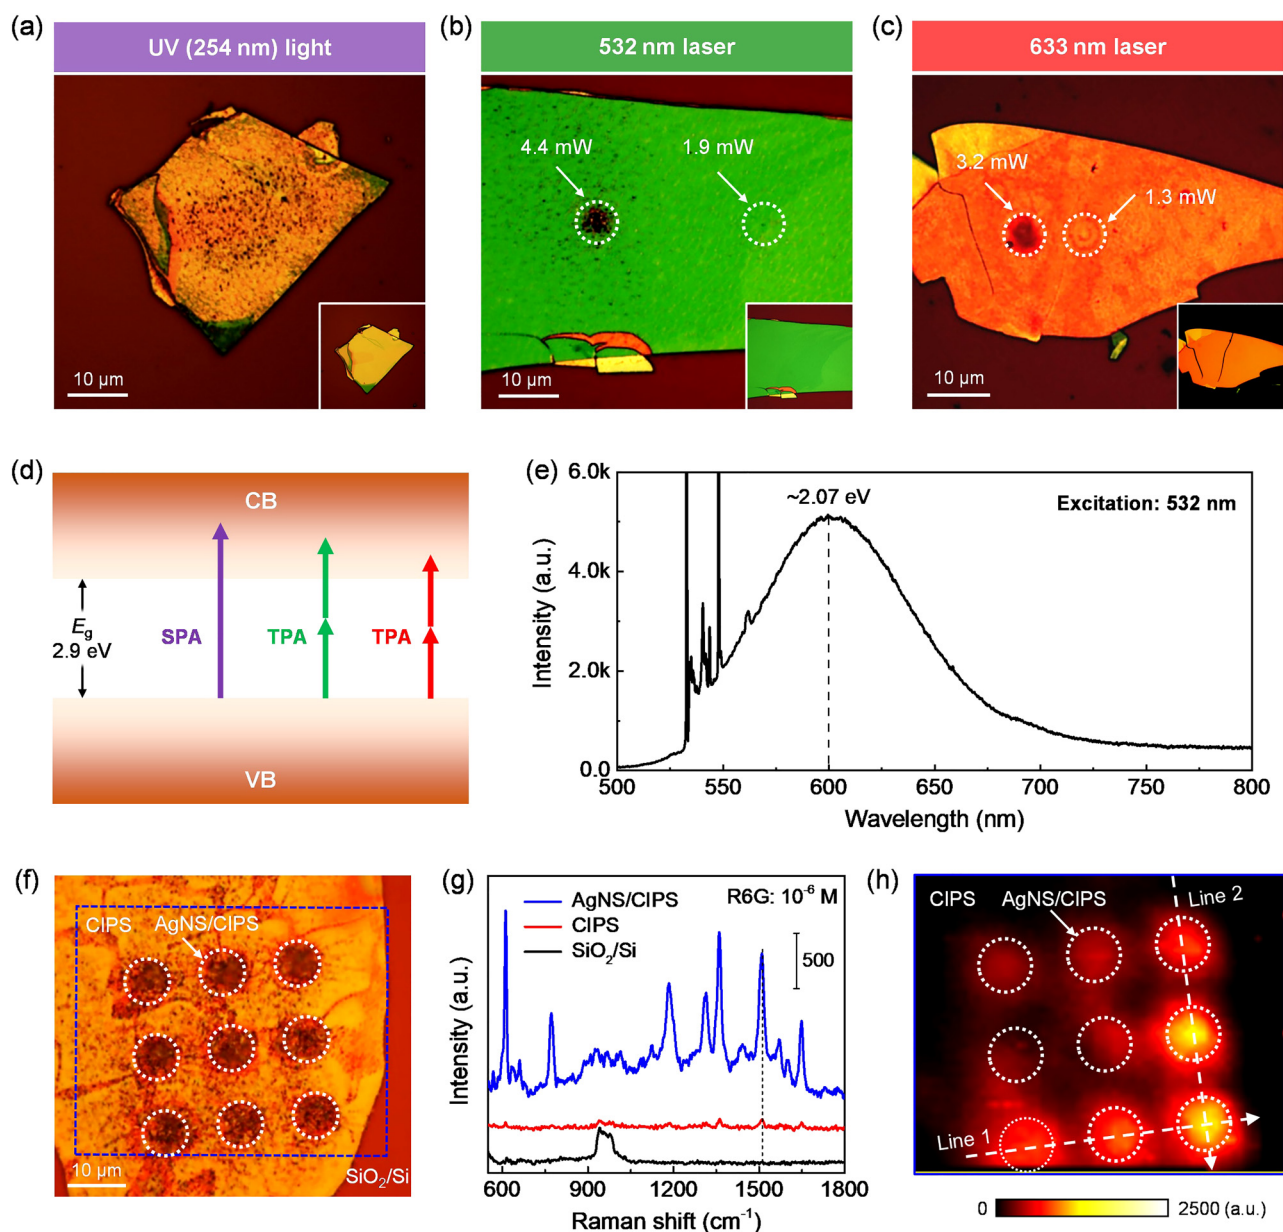 (a)
UV (254 nm) light
10 µm
(b)
532 nm laser
4.4 mW
1.9 mW
10 µm
(c)
633 nm laser
3.2 mW
1.3 mW
10 µm
(d)
CB
Eg
2.9 eV
SPA
TPA
TPA
VB
(e)
6.0k
4.0k
2.0k
0.0
~2.07 eV
Excitation: 532 nm
Intensity (a.u.)
500 550 600 650 700 750 800
Wavelength (nm)
(f)
CIPS
AgNS/CIPS
10 µm
SiO₂/Si
(g)
AgNS/CIPS
CIPS
SiO₂/Si
R6G: 10⁻⁶ M
500
Intensity (a.u.)
600 900 1200 1500 1800
Raman shift (cm⁻¹)
(h)
CIPS
AgNS/CIPS
Line 2
Line 1
0 2500 (a.u.)